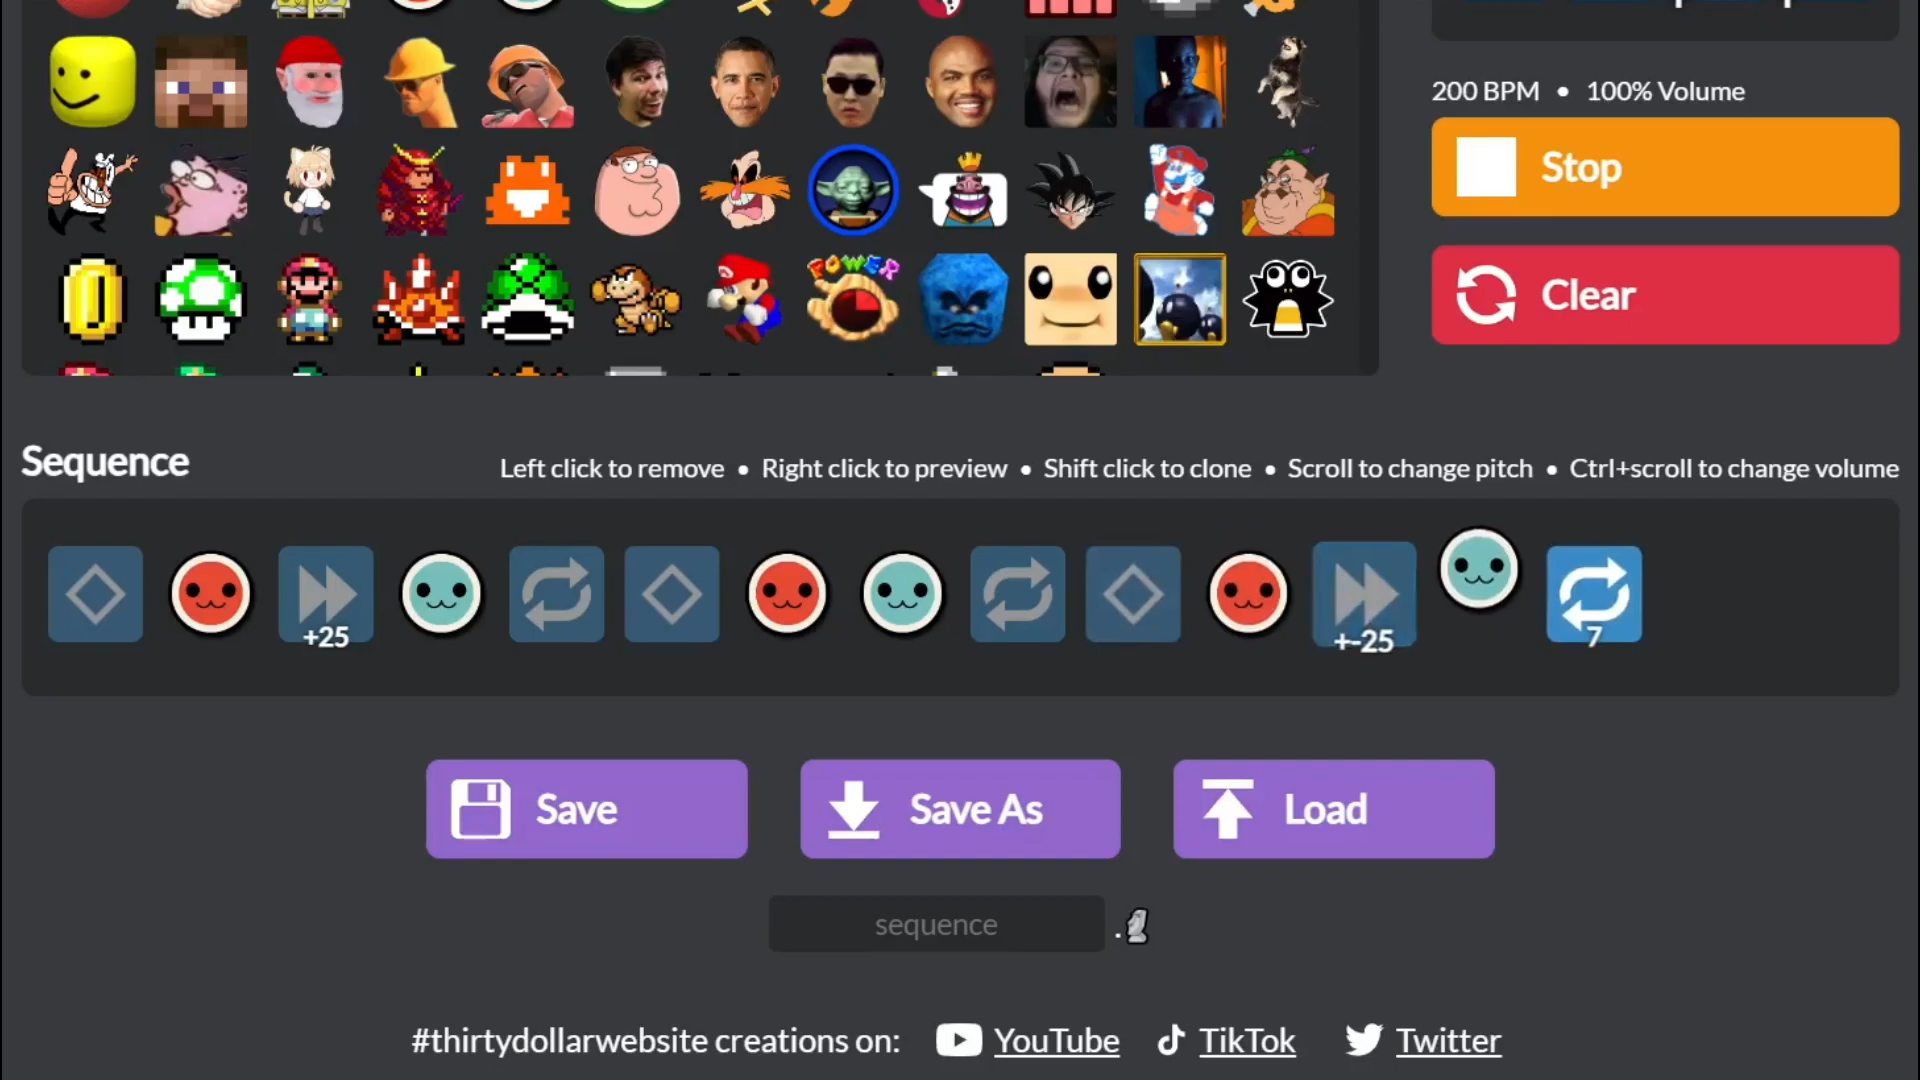 200 BPM • 100% Volume
Stop
POWER
Clear
Sequence
Left click to remove • Right click to preview • Shift click to clone • Scroll to change pitch • Ctrl+scroll to change volume
+25
+-25
7
Save
Save As
Load
sequence
.
#thirtydollarwebsite creations on: YouTube TikTok Twitter